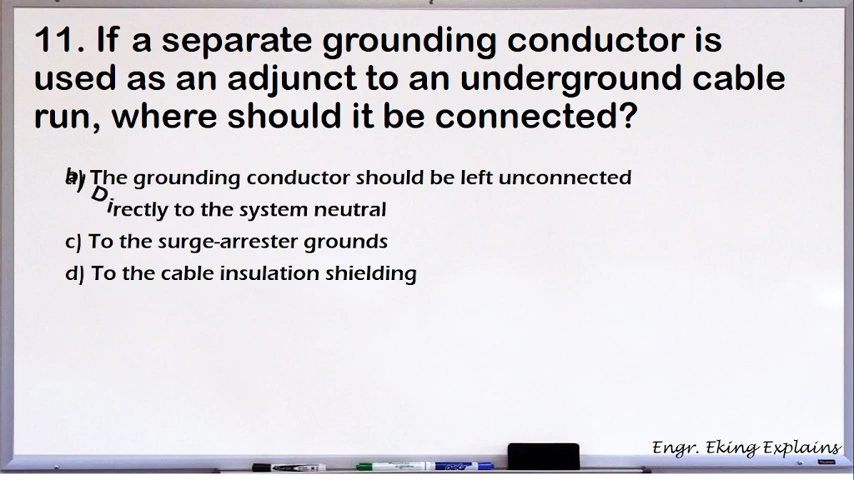 11. If a separate grounding conductor is
used as an adjunct to an underground cable
run, where should it be connected?
a) The grounding conductor should be left unconnected
b) Directly to the system neutral
c) To the surge-arrester grounds
d) To the cable insulation shielding
Engr. Eking Explains